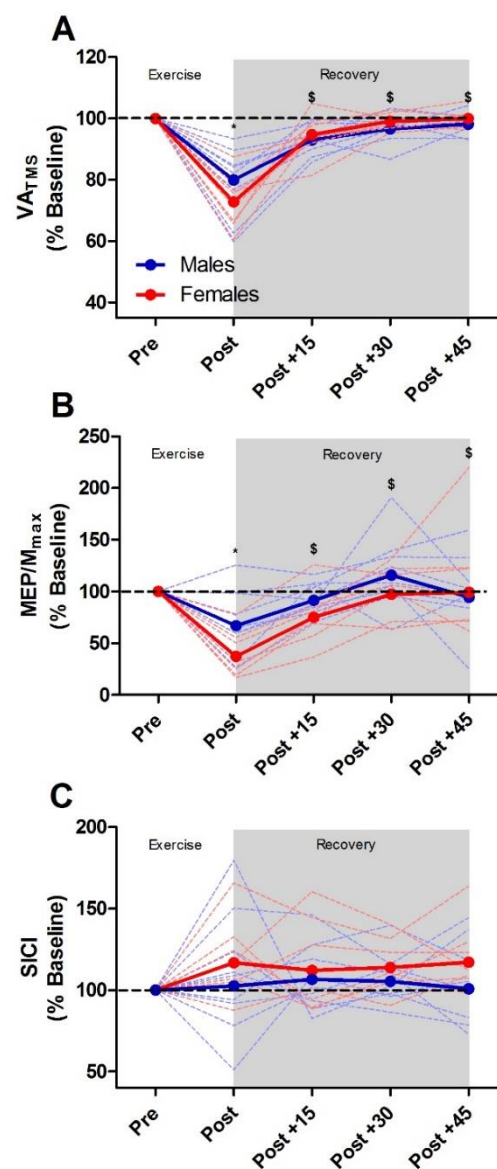 A
VA_TMS
(% Baseline)
120
100
80
60
40
Exercise
Recovery
*
$
$
$
Males
Females
Pre
Post
Post +15
Post +30
Post +45
B
MEP/M_max
(% Baseline)
250
200
150
100
50
0
Exercise
Recovery
*
$
$
$
Pre
Post
Post +15
Post +30
Post +45
C
SICI
(% Baseline)
200
150
100
50
Exercise
Recovery
Pre
Post
Post +15
Post +30
Post +45